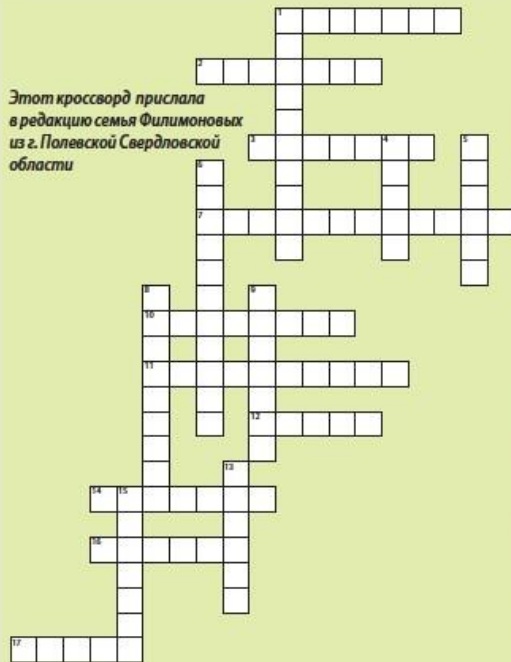 1
2
Этот кроссворд прислала
в редакцию семья Филимоновых
из г. Полевской Свердловской
области
3 4 5
6
7
8 9
10
11
12
13
14 15
16
17